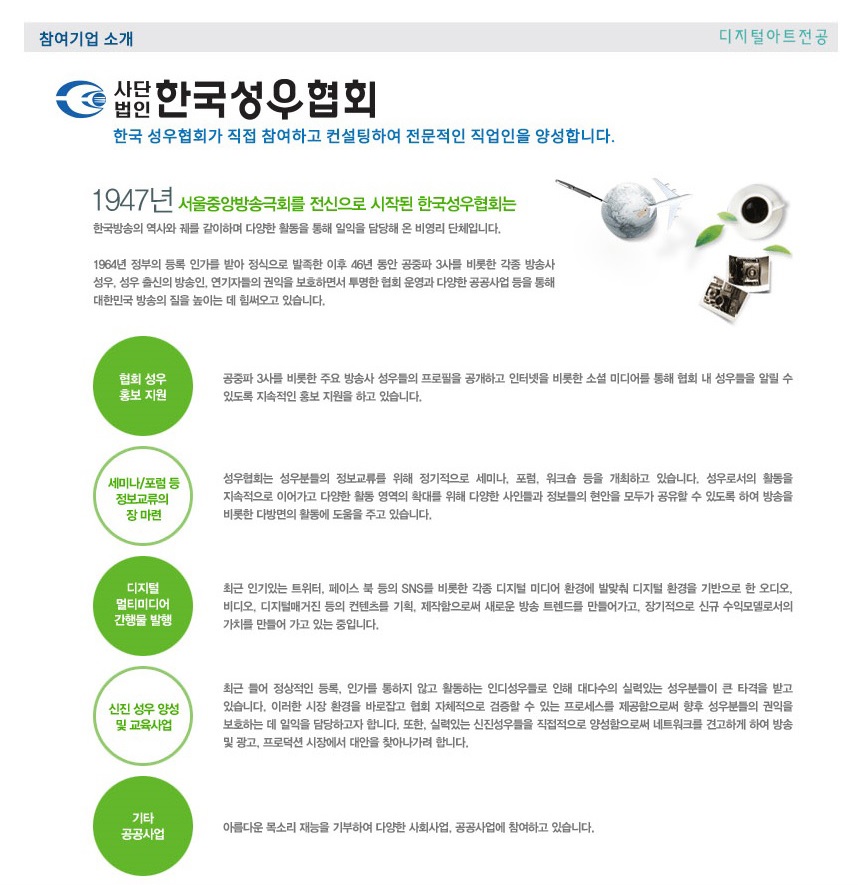 참여기업 소개
디지털아트전공
사단
법인 한국성우협회
한국 성우협회가 직접 참여하고 컨설팅하여 전문적인 직업인을 양성합니다.
1947년 서울중앙방송극회를 전신으로 시작된 한국성우협회는
한국방송의 역사와 궤를 같이하며 다양한 활동을 통해 일익을 담당해 온 비영리 단체입니다.
1964년 정부의 등록 인가를 받아 정식으로 발족한 이후 46년 동안 공중파 3사를 비롯한 각종 방송사
성우, 성우 출신의 방송인, 연기자들의 권익을 보호하면서 투명한 협회 운영과 다양한 공공사업 등을 통해
대한민국 방송의 질을 높이는 데 힘써오고 있습니다.
협회 성우
홍보 지원
공중파 3사를 비롯한 주요 방송사 성우들의 프로필을 공개하고 인터넷을 비롯한 소셜 미디어를 통해 협회 내 성우들을 알릴 수
있도록 지속적인 홍보 지원을 하고 있습니다.
세미나/포럼 등
정보교류의
장 마련
성우협회는 성우분들의 정보교류를 위해 정기적으로 세미나, 포럼, 워크숍 등을 개최하고 있습니다. 성우로서의 활동을
지속적으로 이어가고 다양한 활동 영역의 확대를 위해 다양한 사인들과 정보들의 현안을 모두가 공유할 수 있도록 하여 방송을
비롯한 다방면의 활동에 도움을 주고 있습니다.
디지털
멀티미디어
간행물 발행
최근 인기있는 트위터, 페이스 북 등의 SNS를 비롯한 각종 디지털 미디어 환경에 발맞춰 디지털 환경을 기반으로 한 오디오,
비디오, 디지털매거진 등의 컨텐츠를 기획, 제작함으로써 새로운 방송 트렌드를 만들어가고, 장기적으로 신규 수익모델로서의
가치를 만들어 가고 있는 중입니다.
신진 성우 양성
및 교육사업
최근 들어 정상적인 등록, 인가를 통하지 않고 활동하는 인디성우들로 인해 대다수의 실력있는 성우분들이 큰 타격을 받고
있습니다. 이러한 시장 환경을 바로잡고 협회 자체적으로 검증할 수 있는 프로세스를 제공함으로써 향후 성우분들의 권익을
보호하는 데 일익을 담당하고자 합니다. 또한, 실력있는 신진성우들을 직접적으로 양성함으로써 네트워크를 견고하게 하여 방송
및 광고, 프로덕션 시장에서 대안을 찾아나가려 합니다.
기타
공공사업
아름다운 목소리 재능을 기부하여 다양한 사회사업, 공공사업에 참여하고 있습니다.